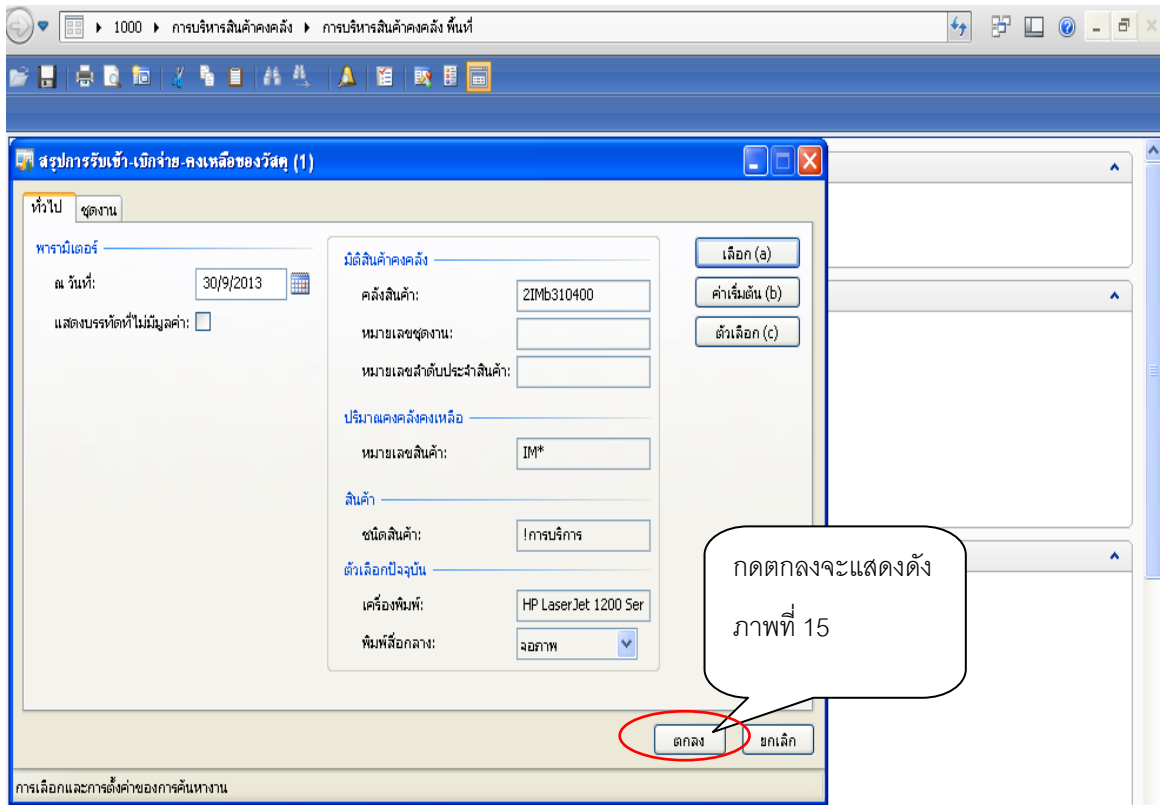 1000 การบริหารสินค้าคงคลัง การบริหารสินค้าคงคลัง พื้นที่
สรุปการรับเข้า-เบิกจ่าย-คงเหลือของวัสดุ (1)
ทั่วไป ชุดงาน
พารามิเตอร์
ณ วันที่: 30/9/2013
แสดงบรรทัดที่ไม่มีมูลค่า:
มิติสินค้าคงคลัง
คลังสินค้า: 2IMb310400
หมายเลขชุดงาน:
หมายเลขลำดับประจำสินค้า:
ปริมาณคงคลังคงเหลือ
หมายเลขสินค้า: IM*
สินค้า
ชนิดสินค้า: !การบริการ
ตัวเลือกปัจจุบัน
เครื่องพิมพ์: HP LaserJet 1200 Ser
พิมพ์สื่อกลาง: จอภาพ
เลือก (a)
ค่าเริ่มต้น (b)
ตัวเลือก (c)
กดตกลงจะแสดงดัง
ภาพที่ 15
ตกลง ยกเลิก
การเลือกและการตั้งค่าของการค้นหางาน